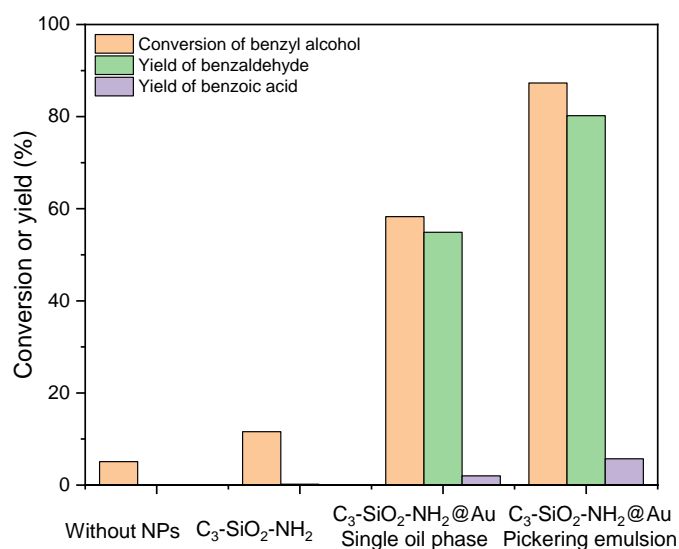 100
80
60
40
20
0
Conversion or yield (%)
Conversion of benzyl alcohol
Yield of benzaldehyde
Yield of benzoic acid
Without NPs
C₃-SiO₂-NH₂
C₃-SiO₂-NH₂@Au
Single oil phase
C₃-SiO₂-NH₂@Au
Pickering emulsion